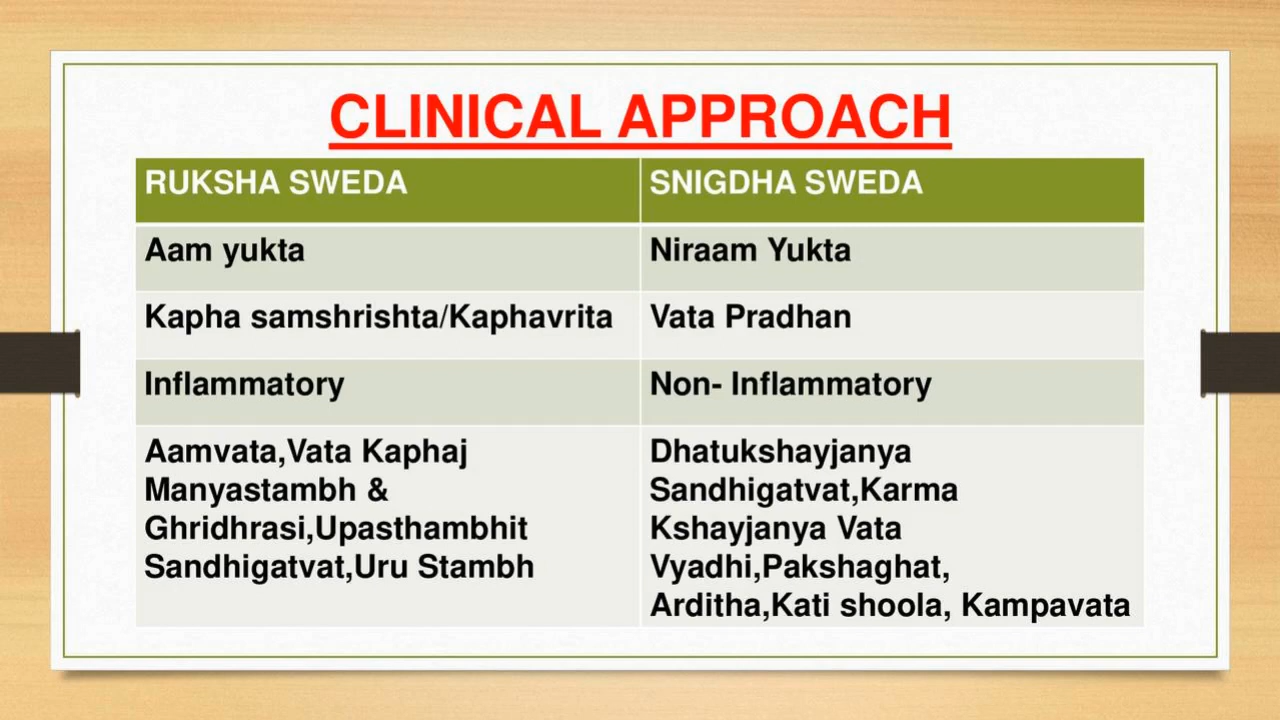 CLINICAL APPROACH
RUKSHA SWEDA
SNIGDHA SWEDA
Aam yukta
Niraam Yukta
Kapha samshrishta/Kaphavrita
Vata Pradhan
Inflammatory
Non- Inflammatory
Aamvata,Vata Kaphaj
Manyastambh &
Ghridhrasi,Upasthambhit
Sandhigatvat,Uru Stambh
Dhatukshayjanya
Sandhigatvat,Karma
Kshayjanya Vata
Vyadhi,Pakshaghat,
Arditha,Kati shoola, Kampavata